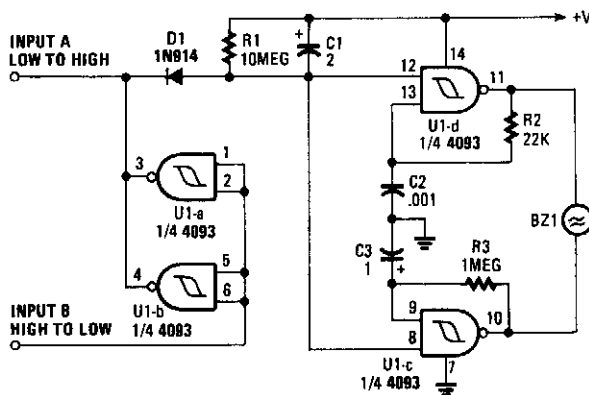 +V
INPUT A
LOW TO HIGH
D1
1N914
R1
10MEG
+
C1
2
14
12
13
11
U1-d
1/4 4093
R2
22K
3
1
2
U1-a
1/4 4093
C2
.001
BZ1
C3
1
+
R3
1MEG
4
5
6
U1-b
1/4 4093
INPUT B
HIGH TO LOW
9
8
10
7
U1-c
1/4 4093